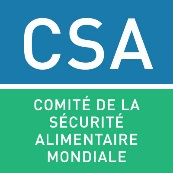 CSA
COMITÉ DE LA
SÉCURITÉ
ALIMENTAIRE
MONDIALE